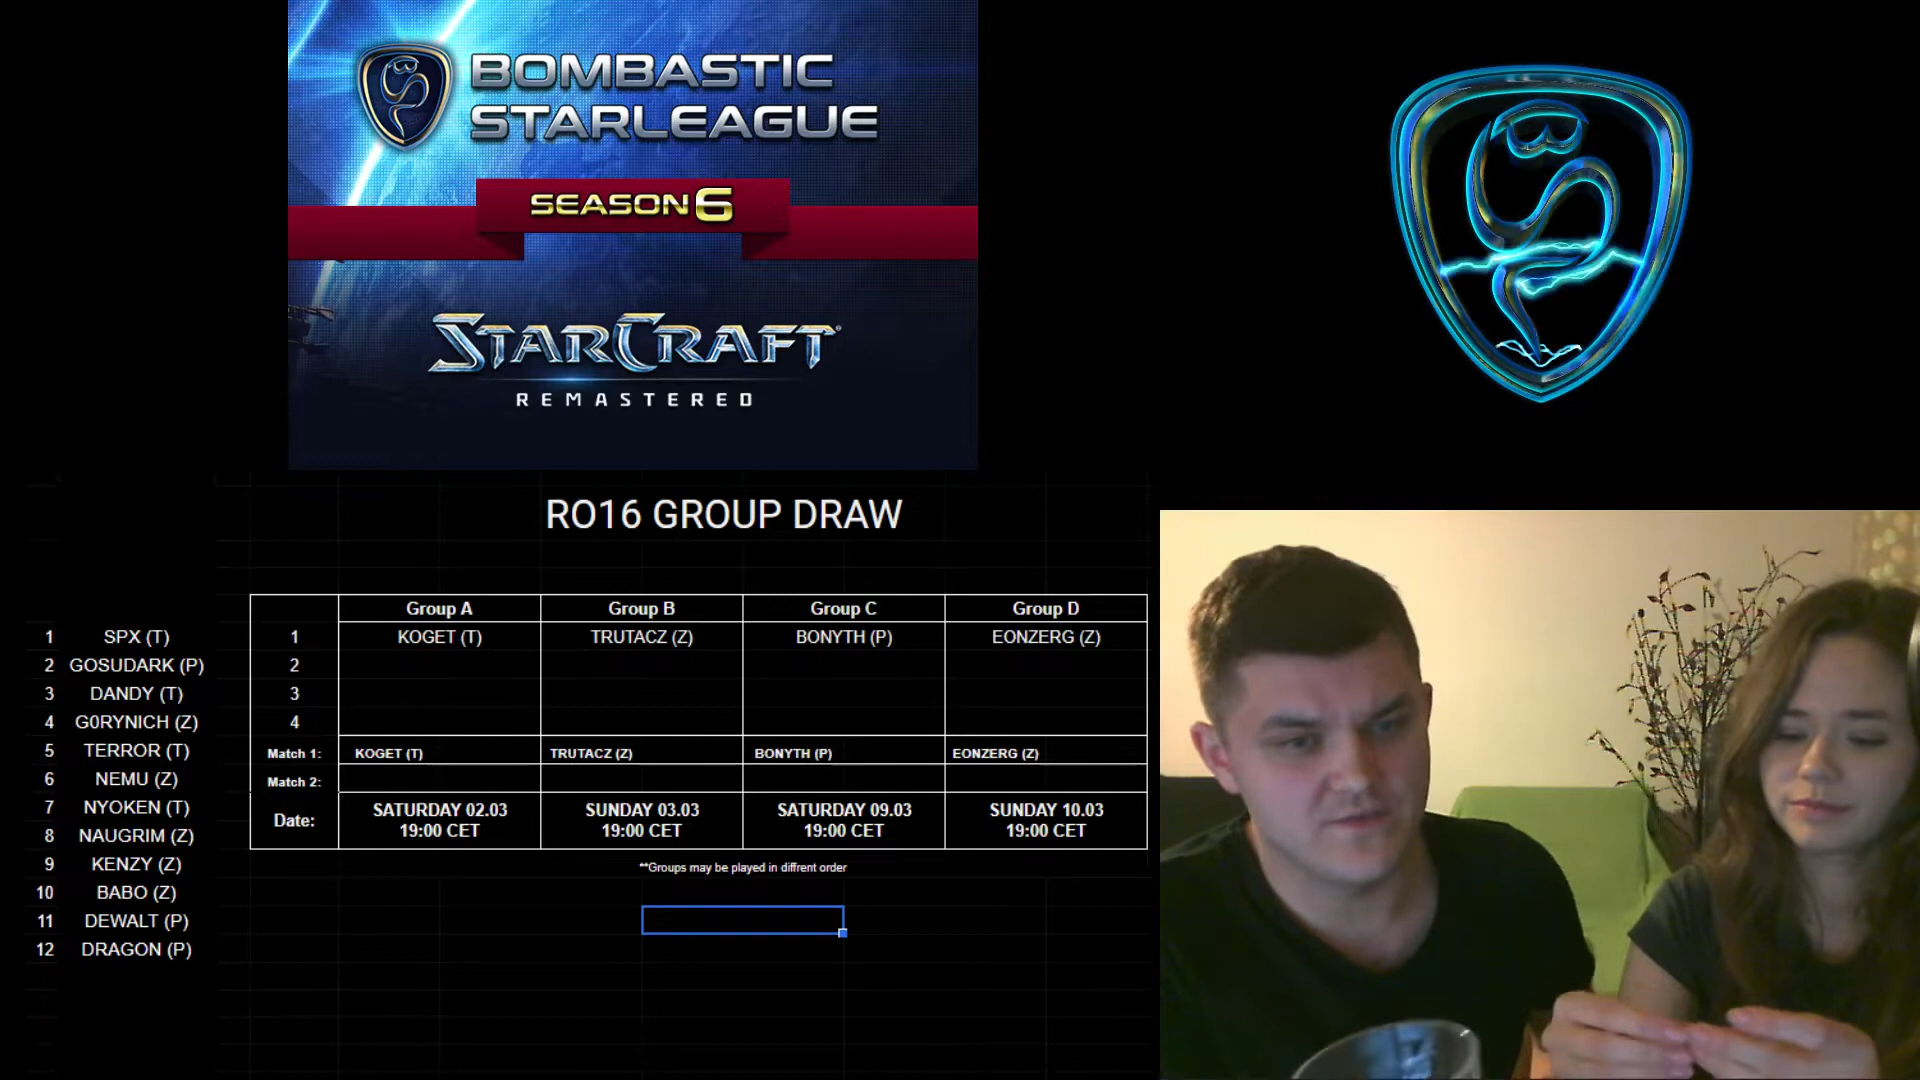 BOMBASTIC
STARLEAGUE
SEASON 6
STARCRAFT
REMASTERED
RO16 GROUP DRAW
1 SPX (T)
2 GOSUDARK (P)
3 DANDY (T)
4 G0RYNICH (Z)
5 TERROR (T)
6 NEMU (Z)
7 NYOKEN (T)
8 NAUGRIM (Z)
9 KENZY (Z)
10 BABO (Z)
11 DEWALT (P)
12 DRAGON (P)
Group A Group B Group C Group D
1 KOGET (T) TRUTACZ (Z) BONYTH (P) EONZERG (Z)
2
3
4
Match 1: KOGET (T) TRUTACZ (Z) BONYTH (P) EONZERG (Z)
Match 2:
Date: SATURDAY 02.03 SUNDAY 03.03 SATURDAY 09.03 SUNDAY 10.03
19:00 CET 19:00 CET 19:00 CET 19:00 CET
**Groups may be played in diffrent order